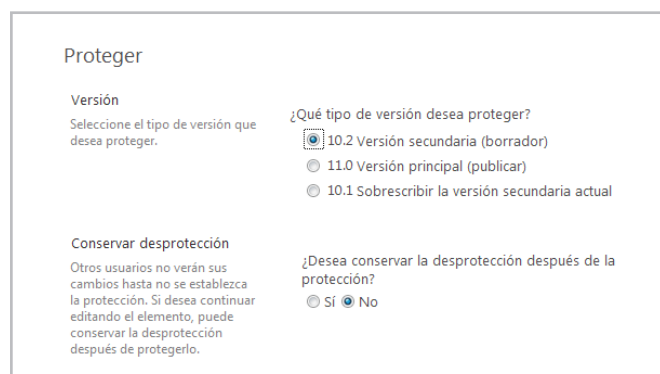 Proteger
Versión
Seleccione el tipo de versión que
desea proteger.
¿Qué tipo de versión desea proteger?
10.2 Versión secundaria (borrador)
11.0 Versión principal (publicar)
10.1 Sobrescribir la versión secundaria actual
Conservar desprotección
Otros usuarios no verán sus
cambios hasta no se establezca
la protección. Si desea continuar
editando el elemento, puede
conservar la desprotección
después de protegerlo.
¿Desea conservar la desprotección después de la
protección?
Sí No